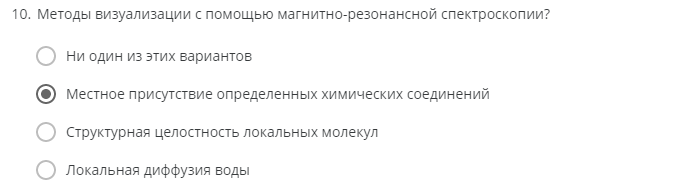 10. Методы визуализации с помощью магнитно-резонансной спектроскопии?
Ни один из этих вариантов
Местное присутствие определенных химических соединений
Структурная целостность локальных молекул
Локальная диффузия воды